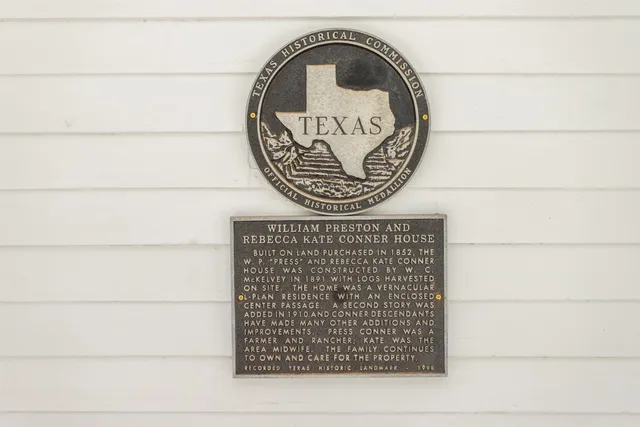 TEXAS HISTORICAL COMMISSION
TEXAS
OFFICIAL HISTORICAL MEDALLION
WILLIAM PRESTON AND
REBECCA KATE CONNER HOUSE
BUILT ON LAND PURCHASED IN 1852, THE
W. P. "PRESS" AND REBECCA KATE CONNER
HOUSE WAS CONSTRUCTED BY W. C.
McKELVEY IN 1891 WITH LOGS HARVESTED
ON SITE. THE HOME WAS A VERNACULAR
L-PLAN RESIDENCE WITH AN ENCLOSED
CENTER PASSAGE. A SECOND STORY WAS
ADDED IN 1910 AND CONNER DESCENDANTS
HAVE MADE MANY OTHER ADDITIONS AND
IMPROVEMENTS. PRESS CONNER WAS A
FARMER AND RANCHER; KATE WAS THE
AREA MIDWIFE. THE FAMILY CONTINUES
TO OWN AND CARE FOR THE PROPERTY.
RECORDED TEXAS HISTORIC LANDMARK - 1996